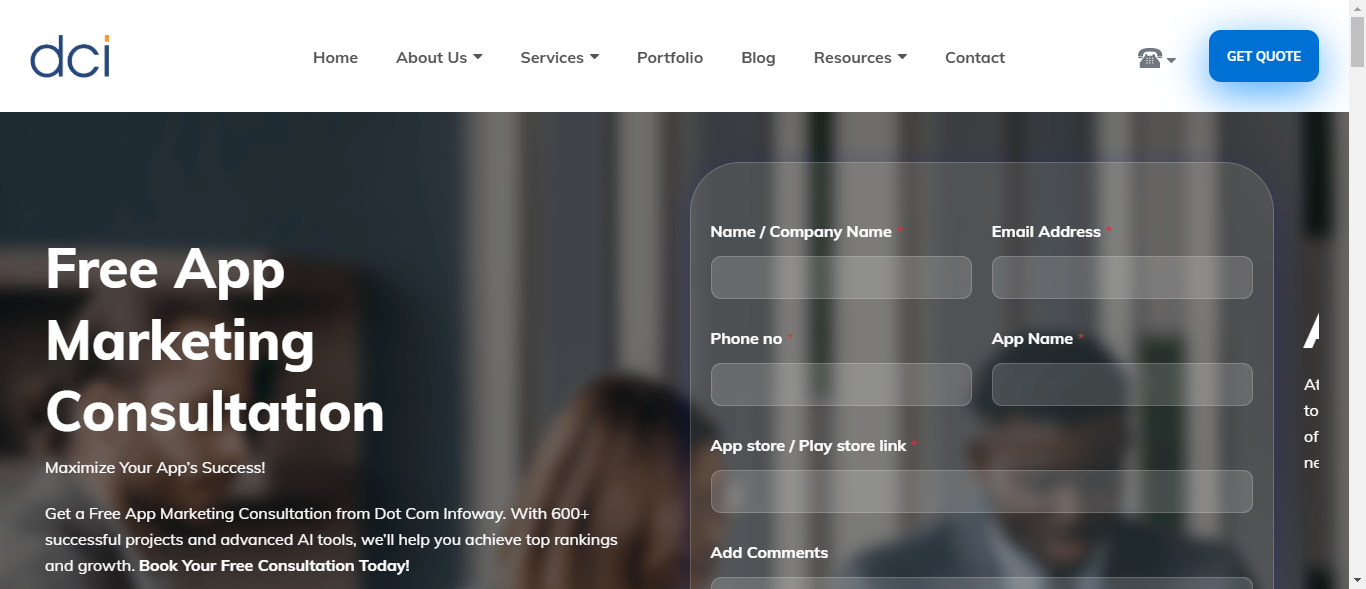 dci
Home
About Us
Services
Portfolio
Blog
Resources
Contact
GET QUOTE
Free App
Marketing
Consultation
Maximize Your App's Success!
Get a Free App Marketing Consultation from Dot Com Infoway. With 600+
successful projects and advanced AI tools, we'll help you achieve top rankings
and growth. Book Your Free Consultation Today!
Name / Company Name *
Email Address *
Phone no *
App Name *
App store / Play store link *
Add Comments
A
At
to
of
ne